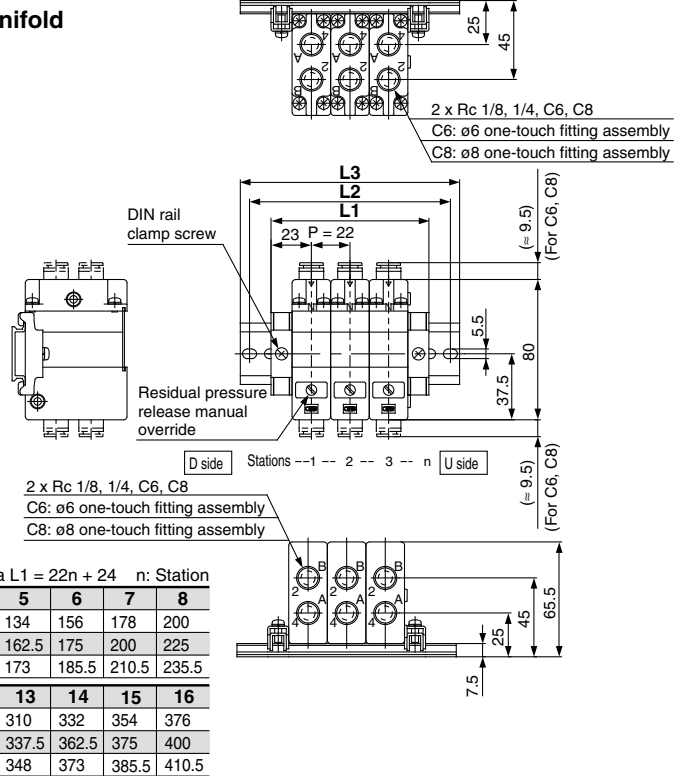 nifold
25
45
A
4
2
B
A
4
2
B
A
4
2
B
2 x Rc 1/8, 1/4, C6, C8
C6: ø6 one-touch fitting assembly
C8: ø8 one-touch fitting assembly
L3
L2
L1
23 P = 22
DIN rail
clamp screw
(≈ 9.5)
(For C6, C8)
N
N
N
5.5
80
37.5
Residual pressure
release manual
override
(≈ 9.5)
(For C6, C8)
D side Stations --1 -- 2 -- 3 -- n U side
2 x Rc 1/8, 1/4, C6, C8
C6: ø6 one-touch fitting assembly
C8: ø8 one-touch fitting assembly
B
2
A
4
B
2
A
4
B
2
A
4
25
45
65.5
7.5
a L1 = 22n + 24 n: Station
5 6 7 8
134 156 178 200
162.5 175 200 225
173 185.5 210.5 235.5
13 14 15 16
310 332 354 376
337.5 362.5 375 400
348 373 385.5 410.5